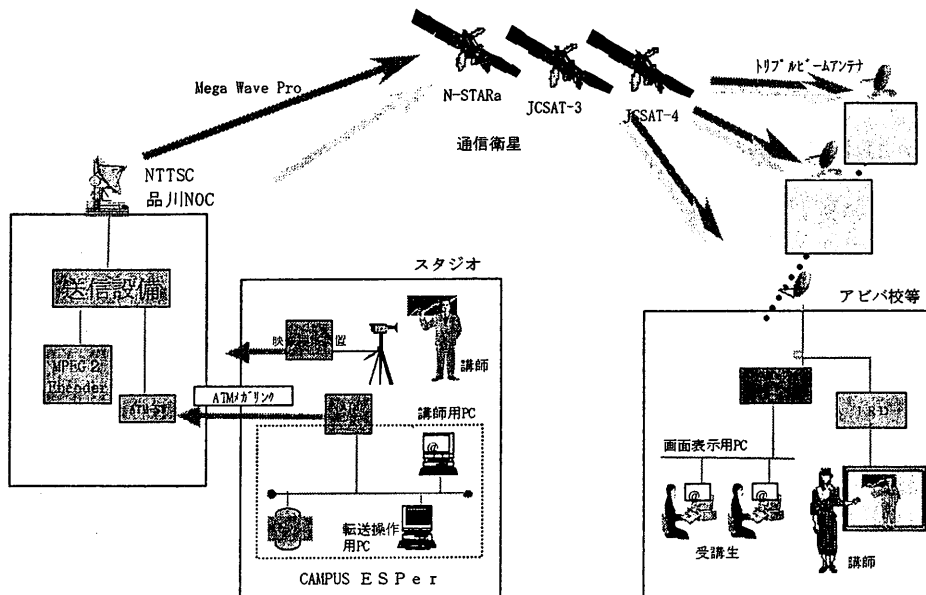 トリプルビームアンテナ
Mega Wave Pro
N-STARa
JCSAT-3
JCSAT-4
通信衛星
NTTSC
品川NOC
スタジオ
アビバ校等
送信設備
講師
MPEG 2
Encoder
ATMメガリンク
講師用PC
画面表示用PC
転送操作
用PC
受講生
講師
CAMPUS ESPer